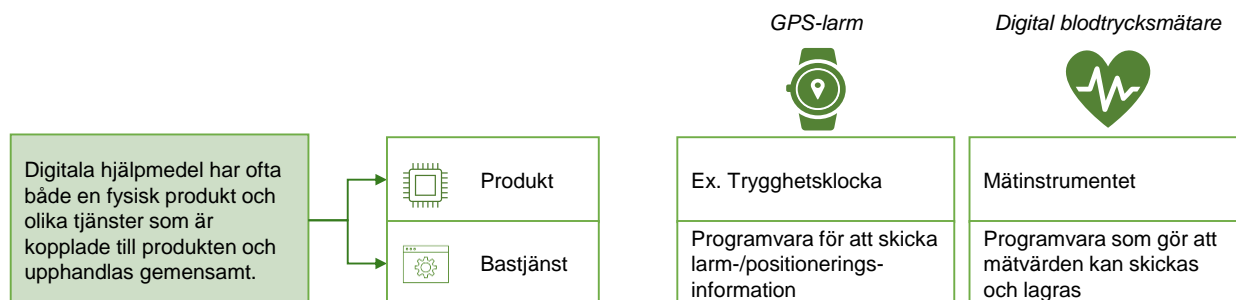 GPS-larm
Digital blodtrycksmätare
Digitala hjälpmedel har ofta
både en fysisk produkt och
olika tjänster som är
kopplade till produkten och
upphandlas gemensamt.
Produkt
Ex. Trygghetsklocka
Mätinstrumentet
Bastjänst
Programvara för att skicka
larm-/positionerings-
information
Programvara som gör att
mätvärden kan skickas
och lagras